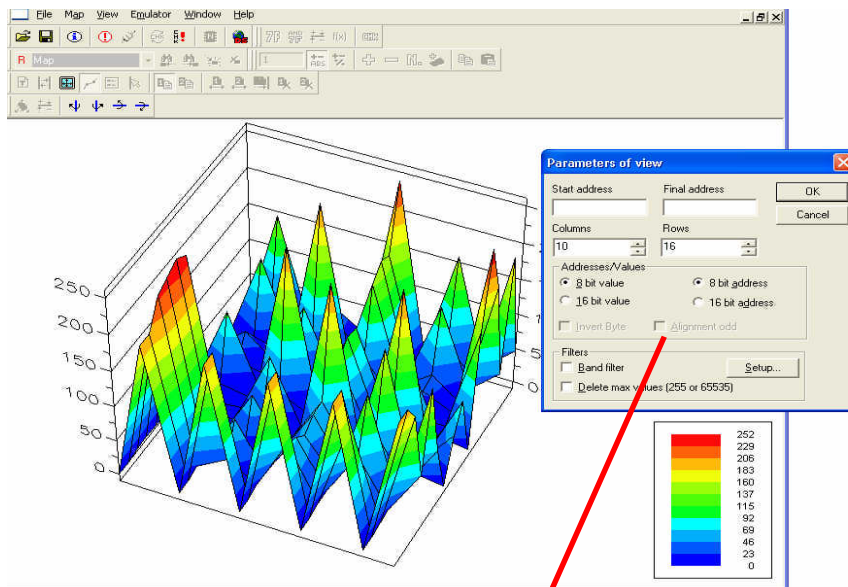 File Map View Emulator Window Help
R Map 1
Parameters of view
Start address Final address
OK
Cancel
Columns Rows
10 16
Addresses/Values
8 bit value 8 bit address
16 bit value 16 bit address
Invert Byte Alignment odd
Filters
Band filter Setup...
Delete max values (255 or 65535)
250
200
150
100
50
0
5
0
252
229
206
183
160
137
115
92
69
46
23
0